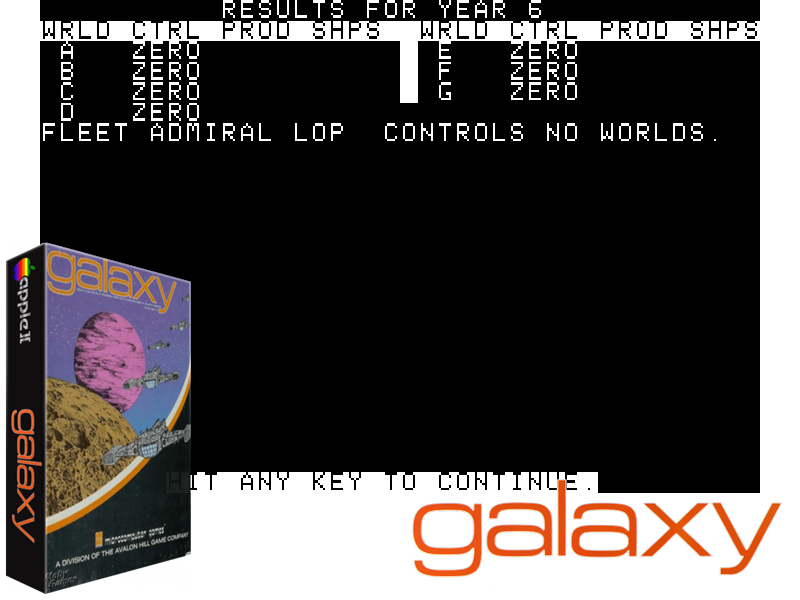 RESULTS FOR YEAR 6
WRLD CTRL PROD SHPS WRLD CTRL PROD SHPS
A ZERO E ZERO
B ZERO F ZERO
C ZERO G ZERO
D ZERO
FLEET ADMIRAL LOP CONTROLS NO WORLDS.
HIT ANY KEY TO CONTINUE.
galaxy
apple II
galaxy
microcomputer games
A DIVISION OF THE AVALON HILL GAME COMPANY
galaxy